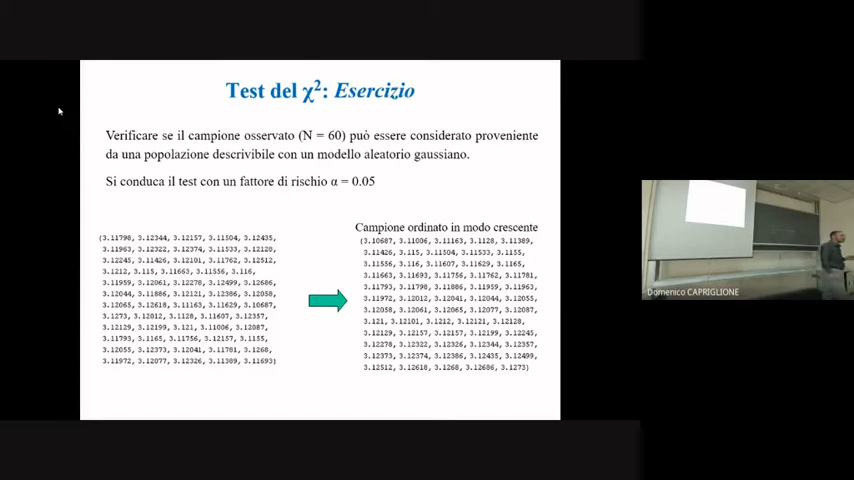 Test del χ²: Esercizio
Verificare se il campione osservato (N = 60) può essere considerato proveniente
da una popolazione descrivibile con un modello aleatorio gaussiano.
Si conduca il test con un fattore di rischio α = 0.05
{3.11798, 3.12344, 3.12157, 3.11504, 3.12435,
3.11963, 3.12322, 3.12374, 3.11533, 3.12128,
3.12245, 3.11426, 3.12101, 3.11762, 3.12512,
3.1212, 3.115, 3.11663, 3.11556, 3.116,
3.11959, 3.12061, 3.12278, 3.12499, 3.12686,
3.12044, 3.11886, 3.12121, 3.12386, 3.12058,
3.12065, 3.12618, 3.11163, 3.11629, 3.10687,
3.1273, 3.12012, 3.1128, 3.11607, 3.12357,
3.12129, 3.12199, 3.121, 3.11006, 3.12087,
3.11793, 3.1165, 3.11756, 3.12157, 3.1155,
3.12055, 3.12373, 3.12041, 3.11781, 3.1268,
3.11972, 3.12077, 3.12326, 3.11389, 3.11693}
Campione ordinato in modo crescente
{3.10687, 3.11006, 3.11163, 3.1128, 3.11389,
3.11426, 3.115, 3.11504, 3.11533, 3.1155,
3.11556, 3.116, 3.11607, 3.11629, 3.1165,
3.11663, 3.11693, 3.11756, 3.11762, 3.11781,
3.11793, 3.11798, 3.11886, 3.11959, 3.11963,
3.11972, 3.12012, 3.12041, 3.12044, 3.12055,
3.12058, 3.12061, 3.12065, 3.12077, 3.12087,
3.121, 3.12101, 3.1212, 3.12121, 3.12128,
3.12129, 3.12157, 3.12157, 3.12199, 3.12245,
3.12278, 3.12322, 3.12326, 3.12344, 3.12357,
3.12373, 3.12374, 3.12386, 3.12435, 3.12499,
3.12512, 3.12618, 3.1268, 3.12686, 3.1273}
Domenico CAPRIGLIONE